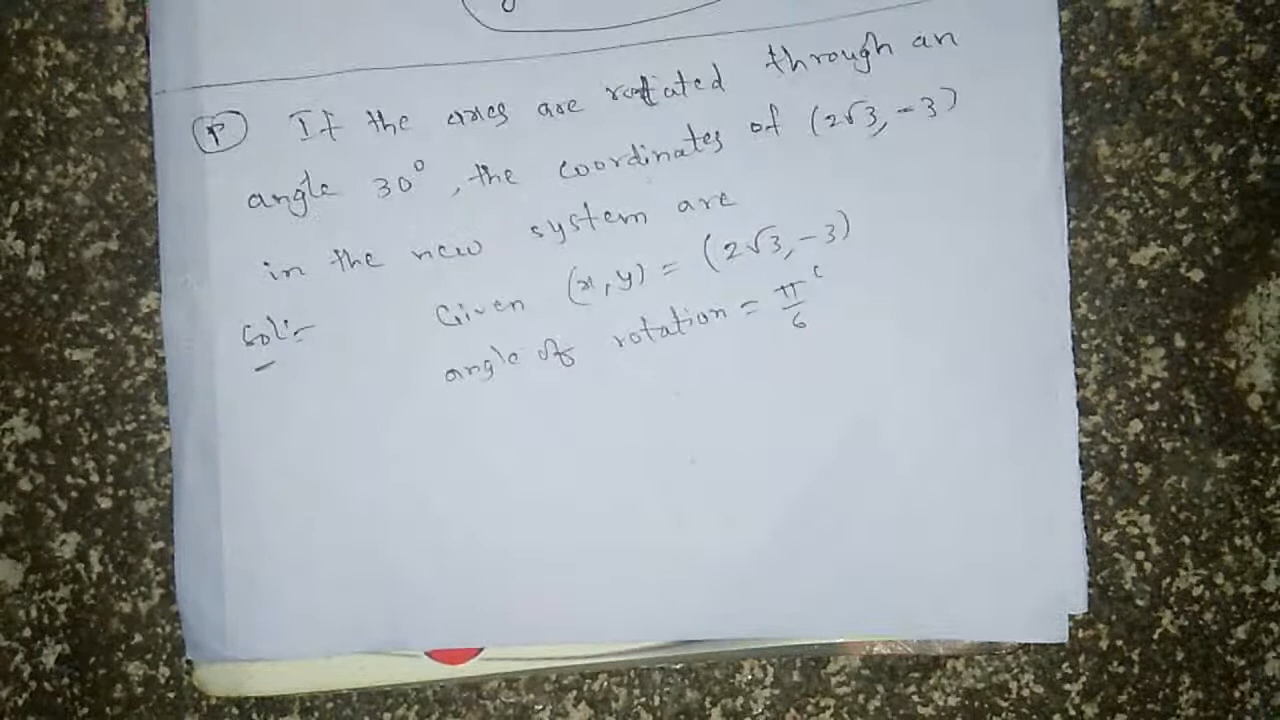 P If the axes are rotated through an
angle 30°, the coordinates of (2√3, -3)
in the new system are
Sol:- Given (x, y) = (2√3, -3)
angle of rotation = π/6 c